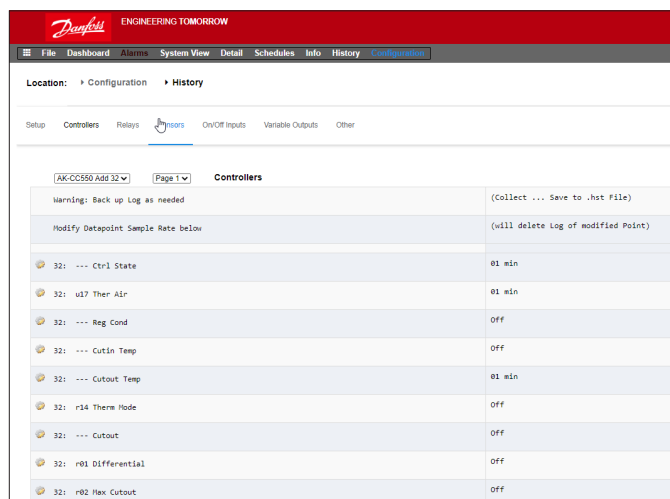 Danfoss ENGINEERING TOMORROW
File Dashboard Alarms System View Detail Schedules Info History Configuration
Location: Configuration History
Setup Controllers Relays Sensors On/Off Inputs Variable Outputs Other
AK-CC550 Add 32 Page 1 Controllers
Warning: Back up Log as needed (Collect ... Save to .hst File)
Modify Datapoint Sample Rate below (will delete Log of modified Point)
32: --- Ctrl State 01 min
32: u17 Ther Air 01 min
32: --- Reg Cond Off
32: --- Cutin Temp Off
32: --- Cutout Temp 01 min
32: r14 Therm Mode Off
32: --- Cutout Off
32: r01 Differential Off
32: r02 Max Cutout Off